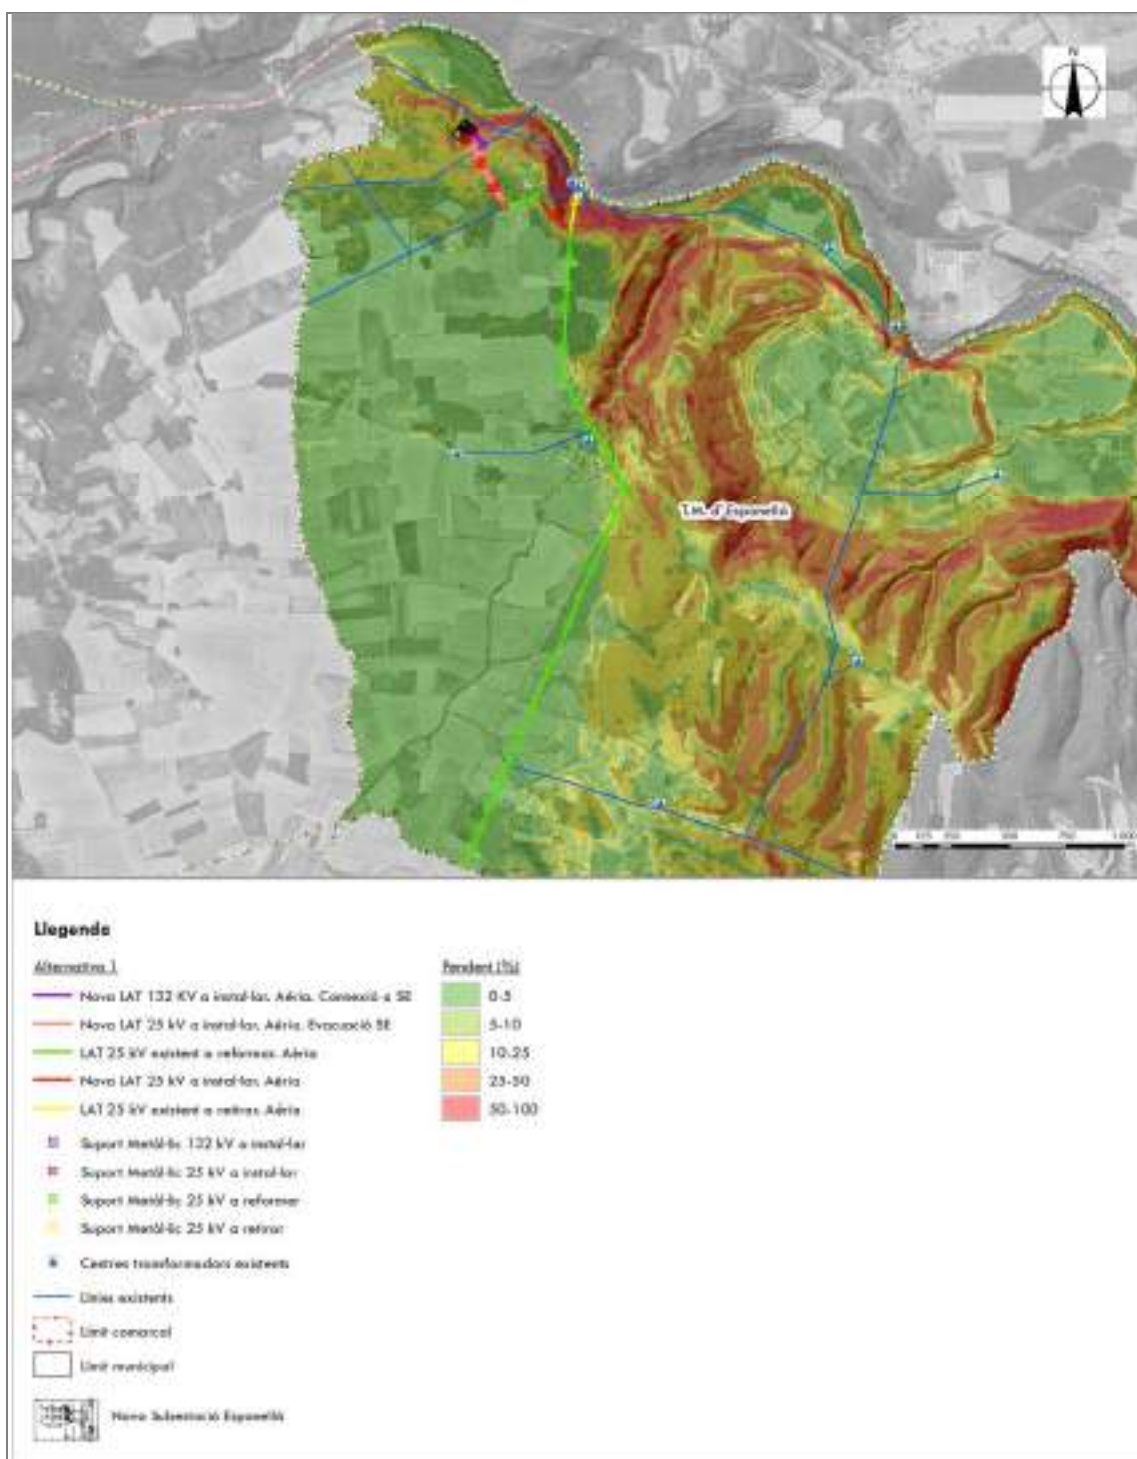 N
T.M. d'Esponellà
Llegenda
Alternativa 1
Nova LAT 132 KV a instal·lar. Aèria. Connexió a SE
Nova LAT 25 kV a instal·lar. Aèria. Evacuació SE
LAT 25 kV existent a reformar. Aèria
Nova LAT 25 kV a instal·lar. Aèria
LAT 25 kV existent a retirar. Aèria
Suport Metàl·lic 132 kV a instal·lar
Suport Metàl·lic 25 kV a instal·lar
Suport Metàl·lic 25 kV a reformar
Suport Metàl·lic 25 kV a retirar
Centres transformadors existents
Línies existents
Límit comarcal
Límit municipal
Nova Subestació Esponellà
Pendent (%)
0-5
5-10
10-25
25-50
50-100